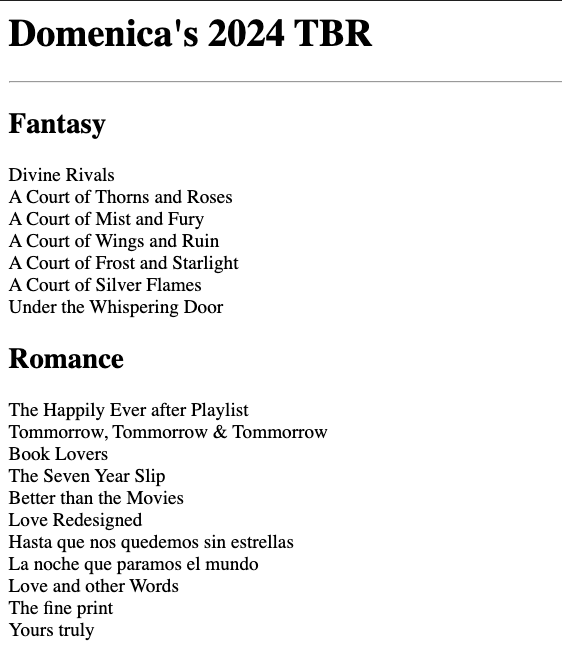 Domenica's 2024 TBR
Fantasy
Divine Rivals
A Court of Thorns and Roses
A Court of Mist and Fury
A Court of Wings and Ruin
A Court of Frost and Starlight
A Court of Silver Flames
Under the Whispering Door
Romance
The Happily Ever after Playlist
Tommorrow, Tommorrow & Tommorrow
Book Lovers
The Seven Year Slip
Better than the Movies
Love Redesigned
Hasta que nos quedemos sin estrellas
La noche que paramos el mundo
Love and other Words
The fine print
Yours truly